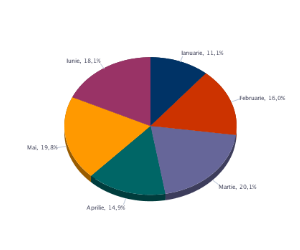 Ianuarie, 11,1%
Iunie, 18,1%
Februarie, 16,0%
Mai, 19,8%
Martie, 20,1%
Aprilie, 14,9%